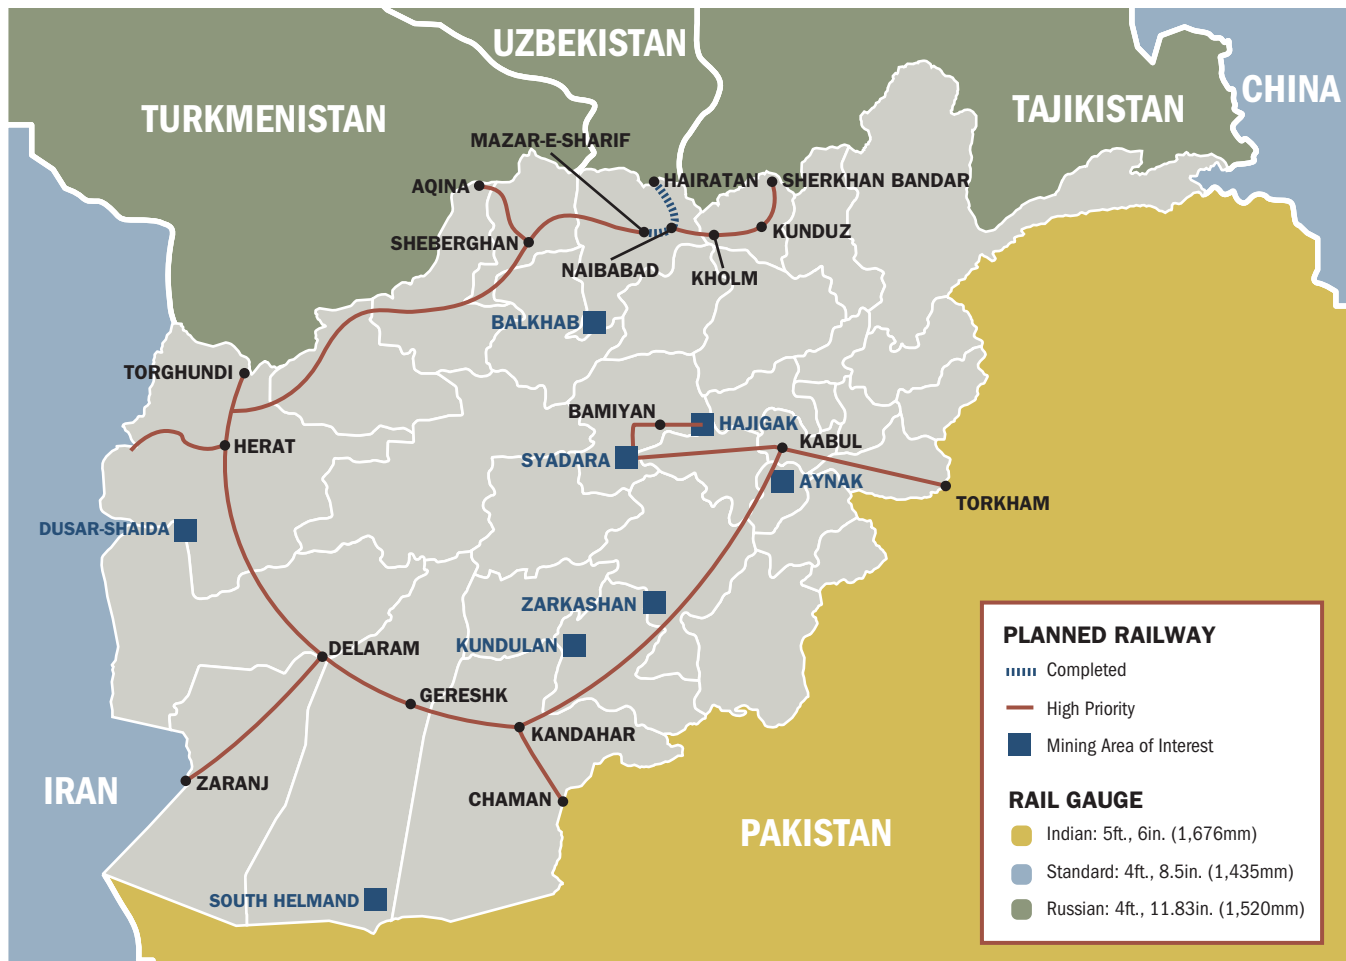 UZBEKISTAN
CHINA
TURKMENISTAN
TAJIKISTAN
MAZAR-E-SHARIF
AQINA
HAIRATAN
SHERKHAN BANDAR
SHEBERGHAN
KUNDUZ
NAIBABAD
KHOLM
BALKHAB
TORGHUNDI
BAMIYAN
HAJIGAK
HERAT
KABUL
SYADARA
AYNAK
TORKHAM
DUSAR-SHAIDA
ZARKASHAN
KUNDULAN
DELARAM
GERESHK
KANDAHAR
ZARANJ
IRAN
CHAMAN
PAKISTAN
SOUTH HELMAND
PLANNED RAILWAY
Completed
High Priority
Mining Area of Interest
RAIL GAUGE
Indian: 5ft., 6in. (1,676mm)
Standard: 4ft., 8.5in. (1,435mm)
Russian: 4ft., 11.83in. (1,520mm)